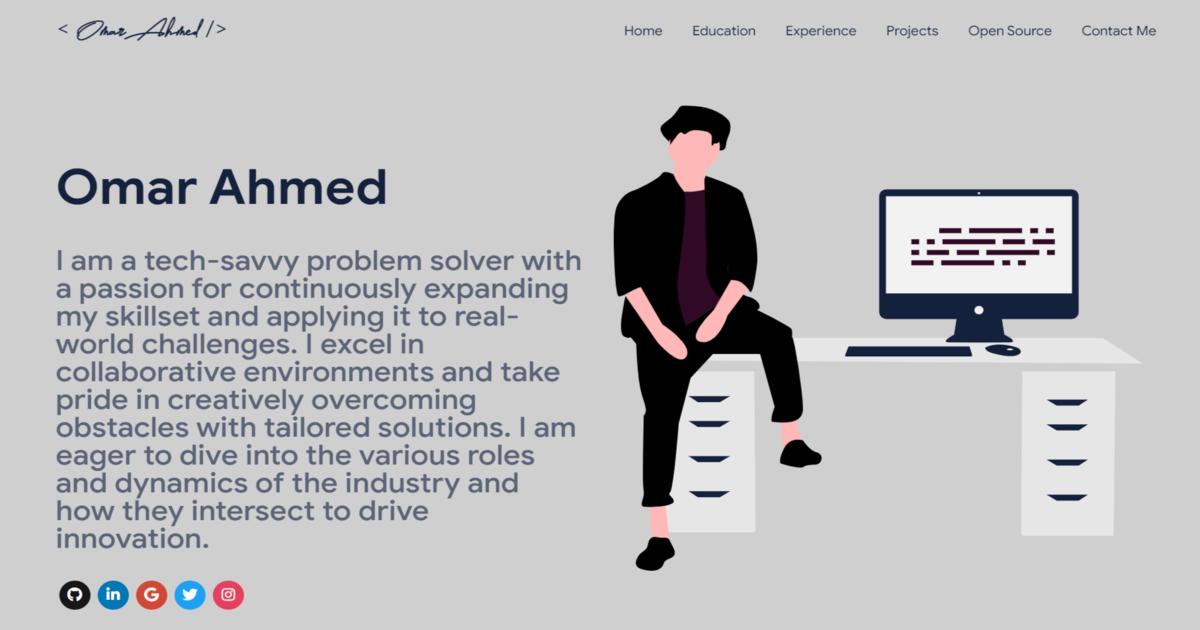 < Omar Ahmed />
Home Education Experience Projects Open Source Contact Me
Omar Ahmed
I am a tech-savvy problem solver with
a passion for continuously expanding
my skillset and applying it to real-
world challenges. I excel in
collaborative environments and take
pride in creatively overcoming
obstacles with tailored solutions. I am
eager to dive into the various roles
and dynamics of the industry and
how they intersect to drive
innovation.
in G